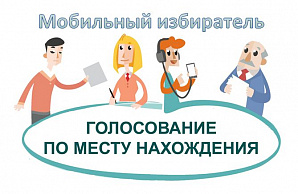 Мобильный избиратель
ГОЛОСОВАНИЕ
ПО МЕСТУ НАХОЖДЕНИЯ